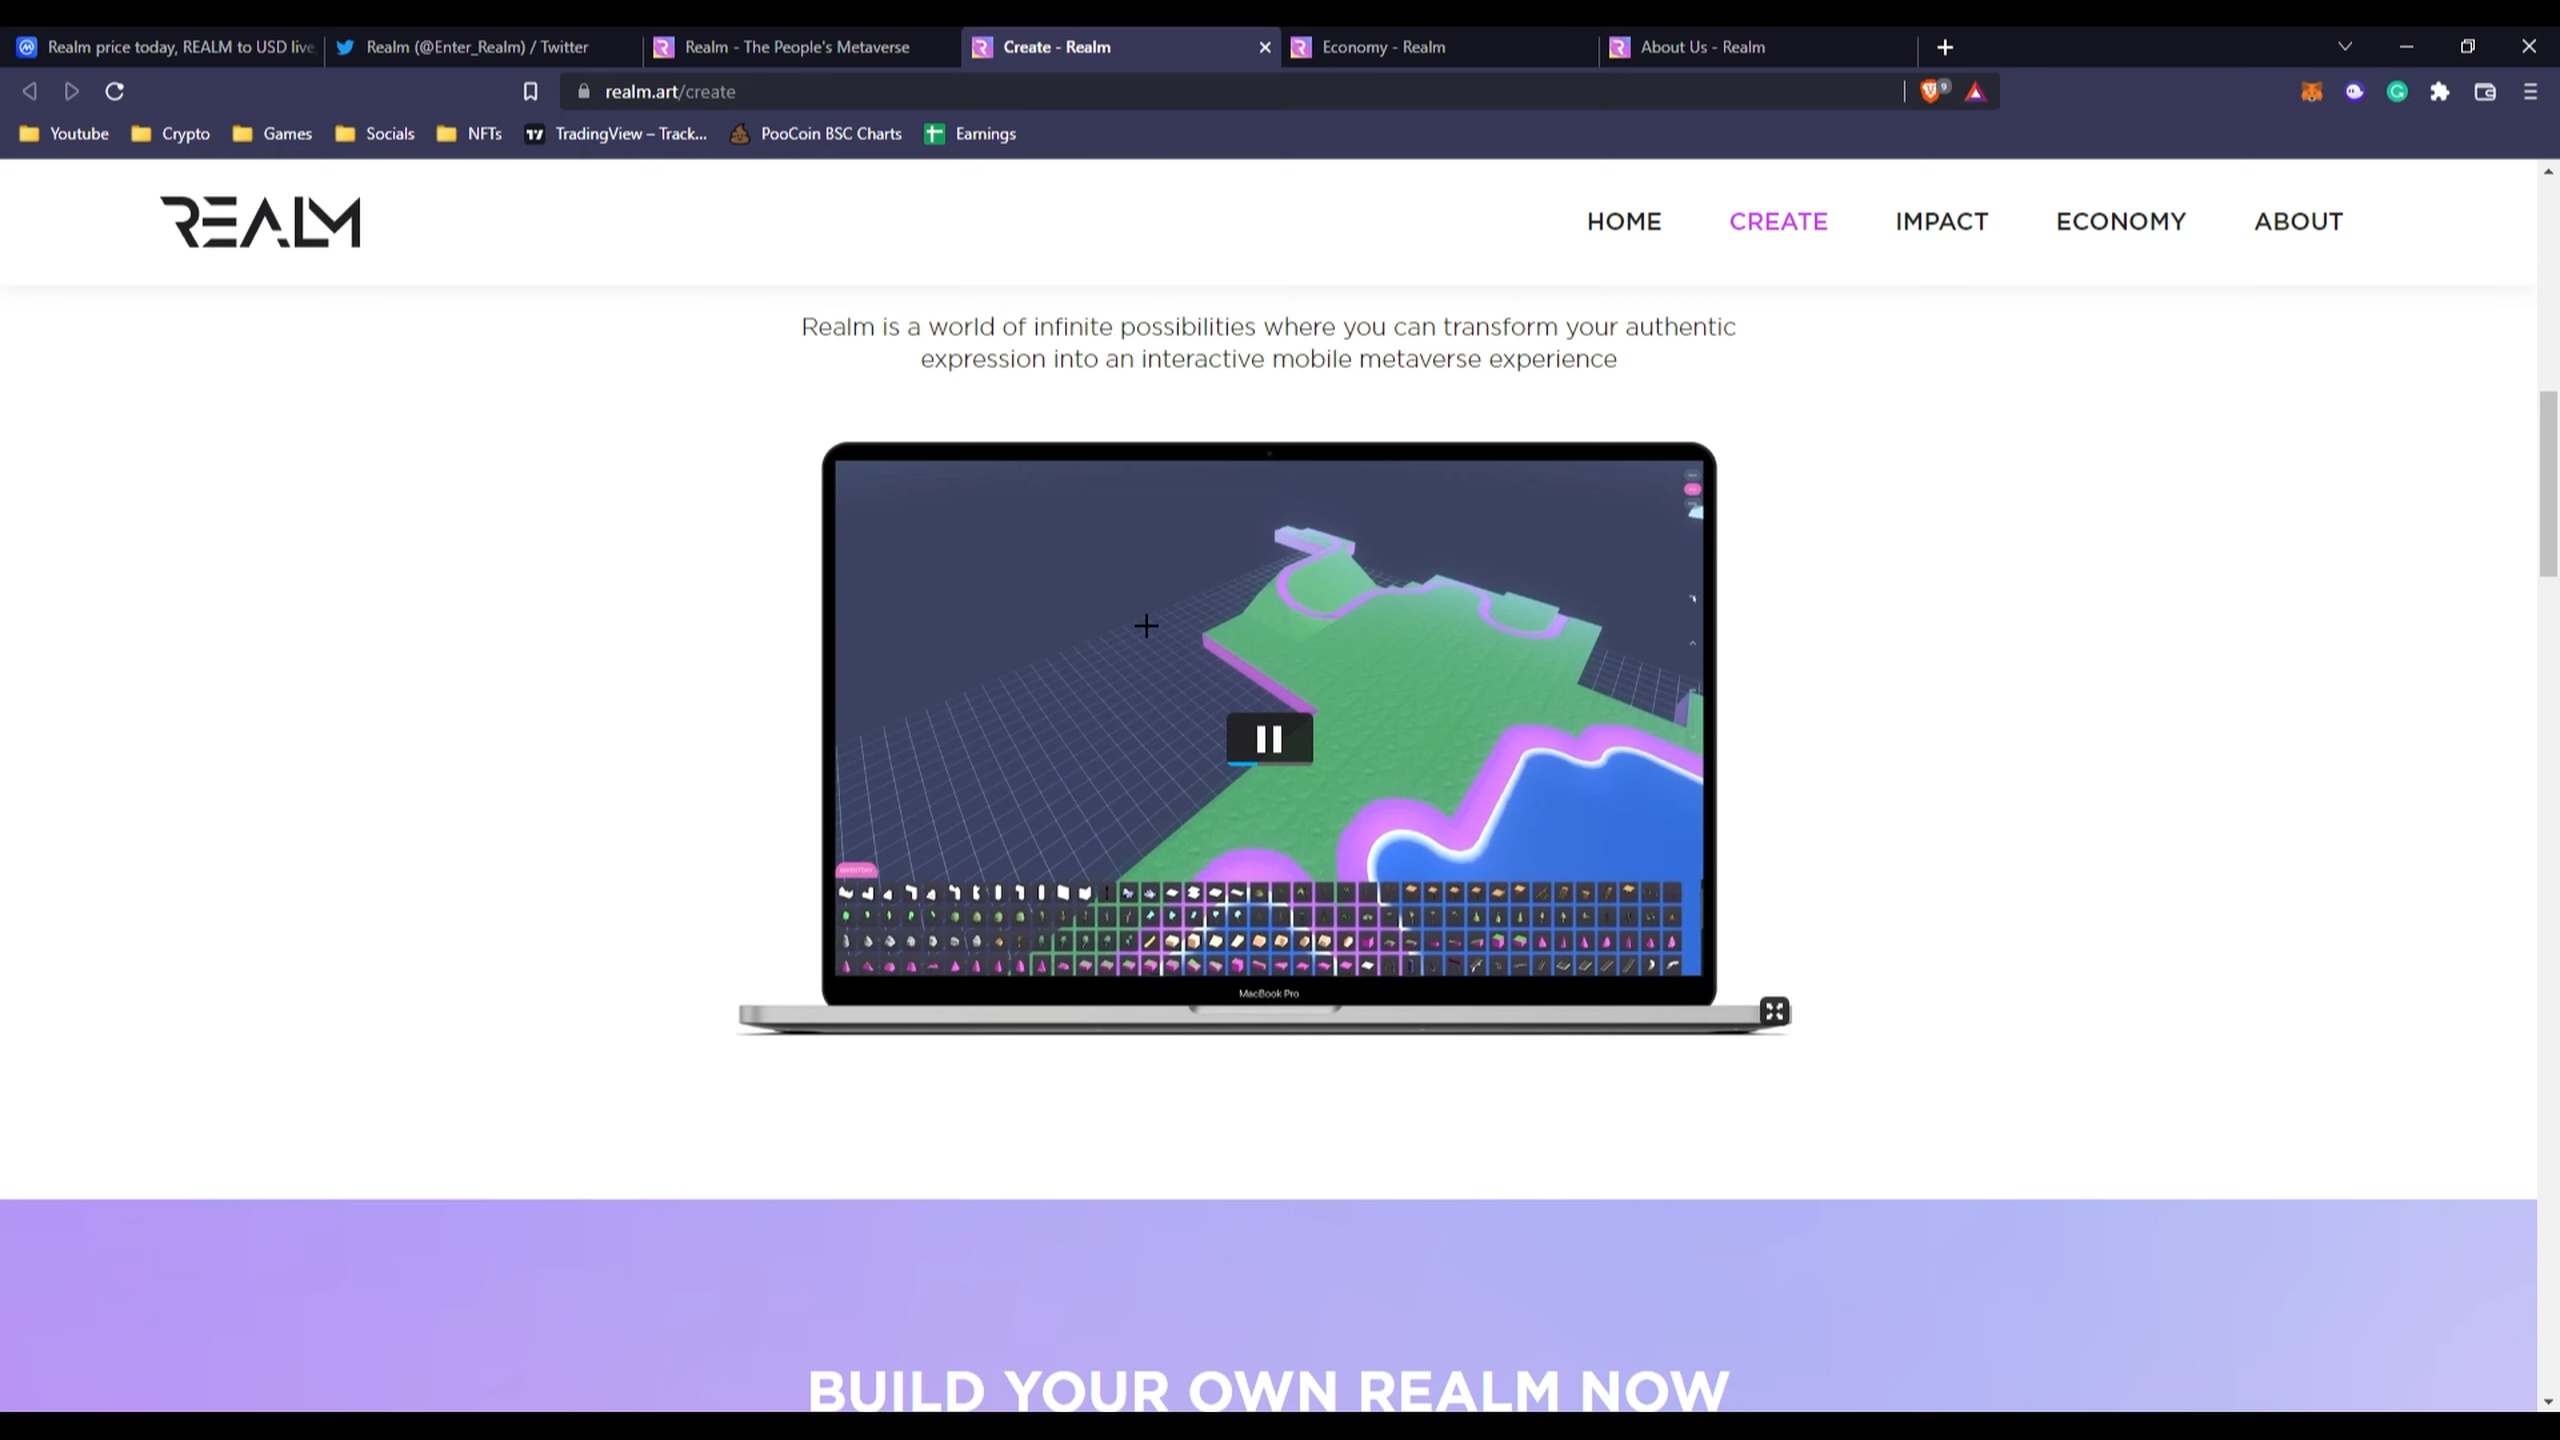 Realm price today, REALM to USD live,
Realm (@Enter_Realm) / Twitter
Realm - The People's Metaverse
Create - Realm
Economy - Realm
About Us - Realm
realm.art/create
9
Youtube
Crypto
Games
Socials
NFTs
TradingView – Track...
PooCoin BSC Charts
Earnings
REALM
HOME
CREATE
IMPACT
ECONOMY
ABOUT
Realm is a world of infinite possibilities where you can transform your authentic
expression into an interactive mobile metaverse experience
INVENTORY
MacBook Pro
BUILD YOUR OWN REALM NOW